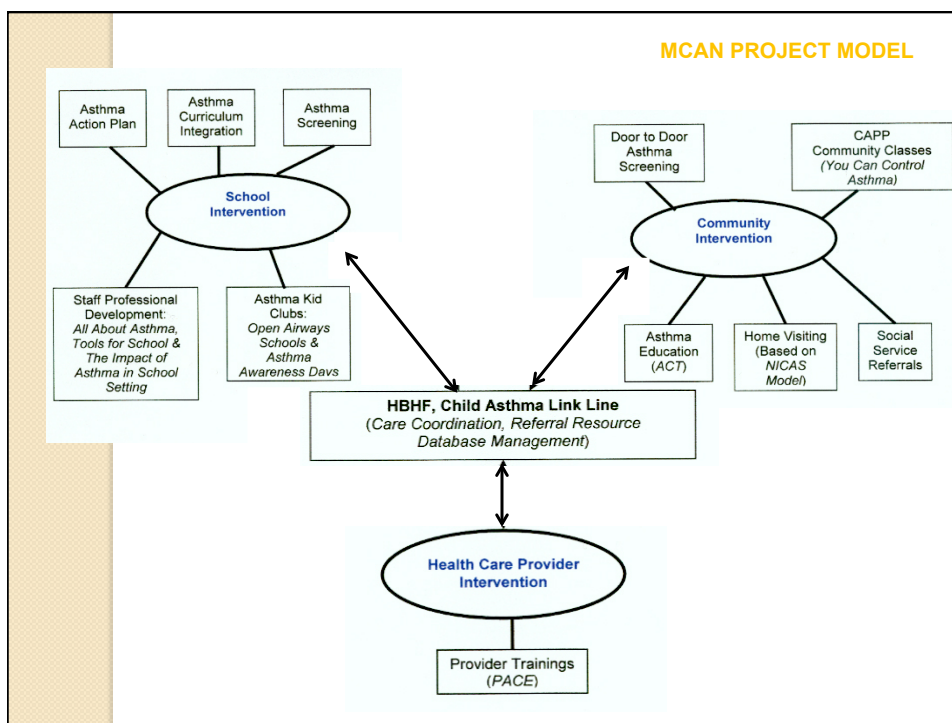 MCAN PROJECT MODEL
Asthma
Action Plan
Asthma
Curriculum
Integration
Asthma
Screening
School
Intervention
Staff Professional
Development:
All About Asthma,
Tools for School &
The Impact of
Asthma in School
Setting
Asthma Kid
Clubs:
Open Airways
Schools &
Asthma
Awareness Days
Door to Door
Asthma
Screening
CAPP
Community Classes
(You Can Control
Asthma)
Community
Intervention
Asthma
Education
(ACT)
Home Visiting
(Based on
NICAS
Model)
Social
Service
Referrals
HBHF, Child Asthma Link Line
(Care Coordination, Referral Resource
Database Management)
Health Care Provider
Intervention
Provider Trainings
(PACE)